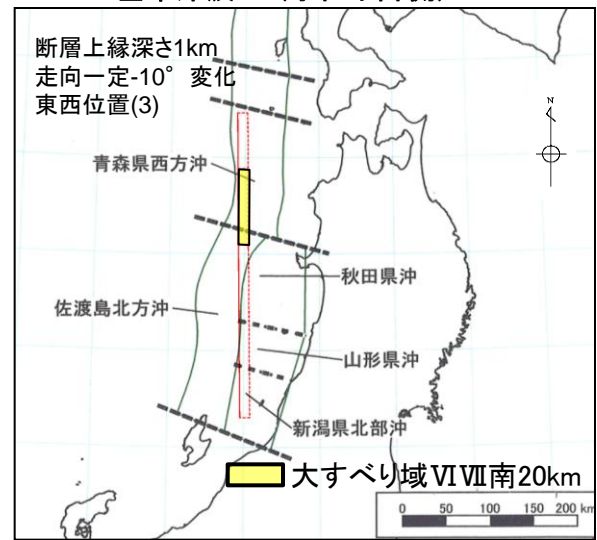 断層上縁深さ1km
走向一定-10° 変化
東西位置(3)
N
青森県西方沖
秋田県沖
佐渡島北方沖
山形県沖
新潟県北部沖
大すべり域ⅥⅦ南20km
0 50 100 150 200 km